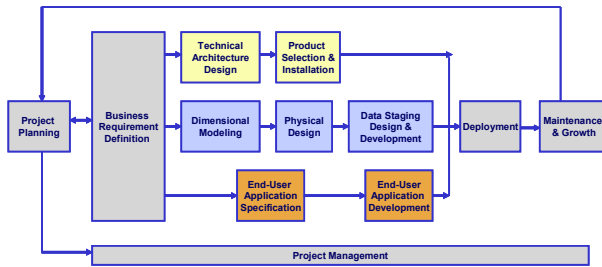 Technical
Architecture
Design
Product
Selection &
Installation
Project
Planning
Business
Requirement
Definition
Dimensional
Modeling
Physical
Design
Data Staging
Design &
Development
Deployment
Maintenance
& Growth
End-User
Application
Specification
End-User
Application
Development
Project Management